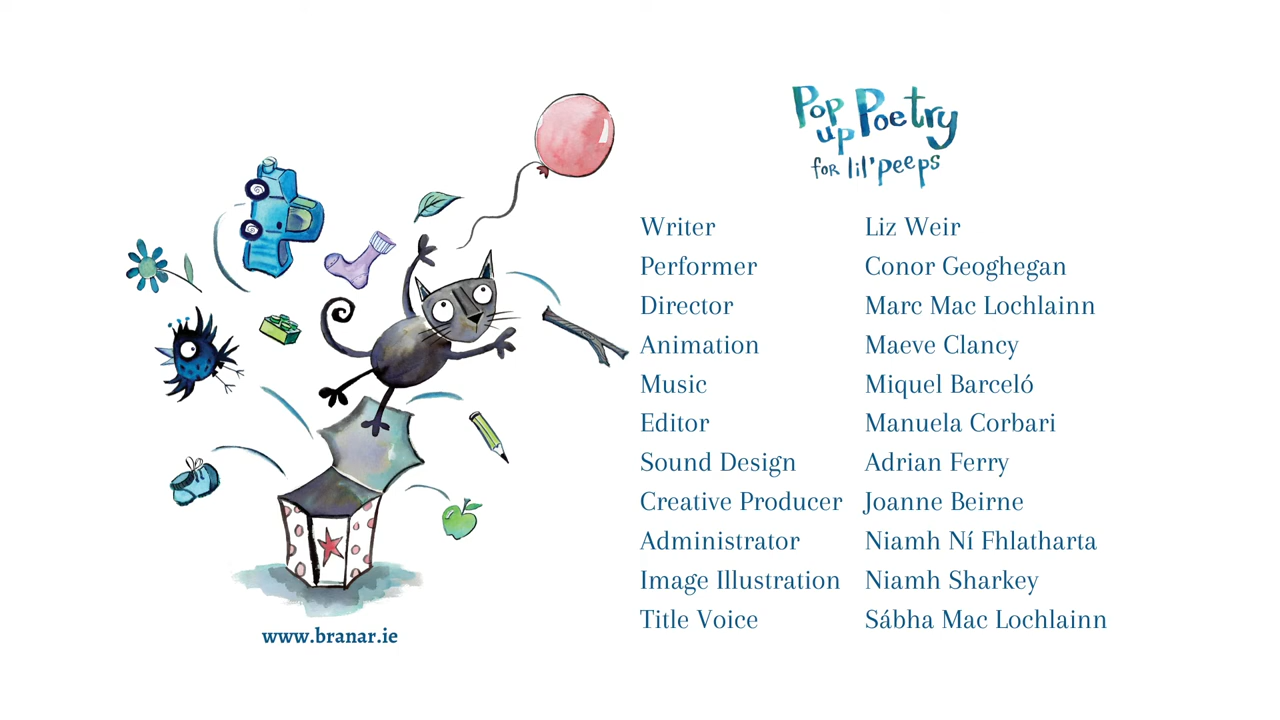 Pop up Poetry
for lil' peeps
Writer Liz Weir
Performer Conor Geoghegan
Director Marc Mac Lochlainn
Animation Maeve Clancy
Music Miquel Barceló
Editor Manuela Corbari
Sound Design Adrian Ferry
Creative Producer Joanne Beirne
Administrator Niamh Ní Fhlatharta
Image Illustration Niamh Sharkey
Title Voice Sábha Mac Lochlainn
www.branar.ie